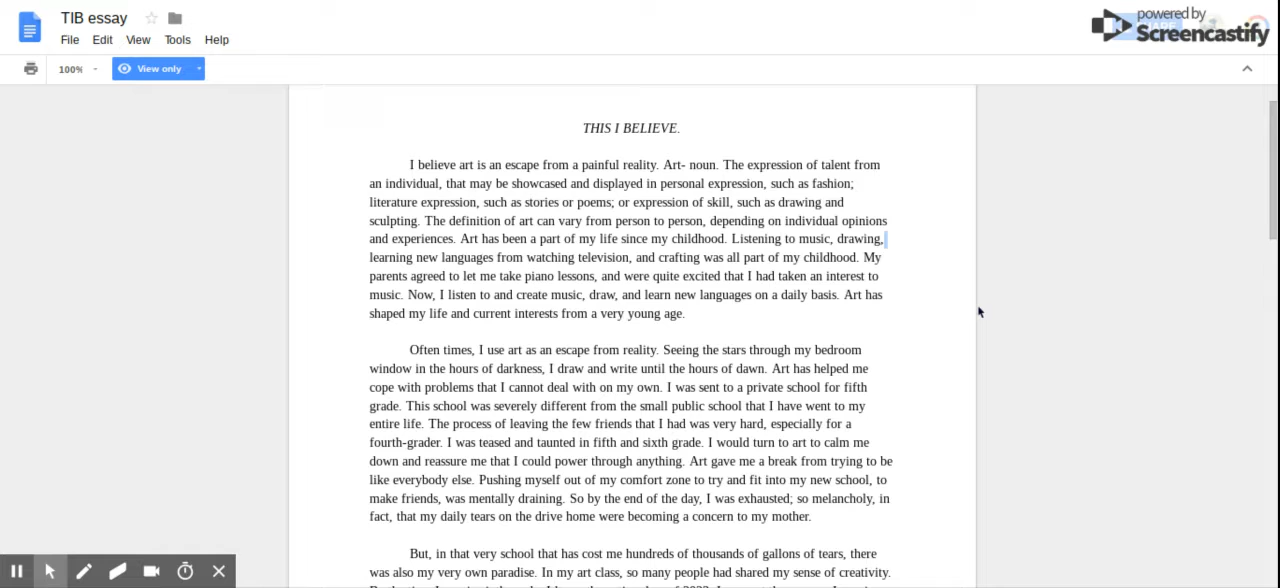 TIB essay
File Edit View Tools Help
powered by
Screencastify
100% View only
THIS I BELIEVE.
I believe art is an escape from a painful reality. Art- noun. The expression of talent from
an individual, that may be showcased and displayed in personal expression, such as fashion;
literature expression, such as stories or poems; or expression of skill, such as drawing and
sculpting. The definition of art can vary from person to person, depending on individual opinions
and experiences. Art has been a part of my life since my childhood. Listening to music, drawing,
learning new languages from watching television, and crafting was all part of my childhood. My
parents agreed to let me take piano lessons, and were quite excited that I had taken an interest to
music. Now, I listen to and create music, draw, and learn new languages on a daily basis. Art has
shaped my life and current interests from a very young age.
Often times, I use art as an escape from reality. Seeing the stars through my bedroom
window in the hours of darkness, I draw and write until the hours of dawn. Art has helped me
cope with problems that I cannot deal with on my own. I was sent to a private school for fifth
grade. This school was severely different from the small public school that I have went to my
entire life. The process of leaving the few friends that I had was very hard, especially for a
fourth-grader. I was teased and taunted in fifth and sixth grade. I would turn to art to calm me
down and reassure me that I could power through anything. Art gave me a break from trying to be
like everybody else. Pushing myself out of my comfort zone to try and fit into my new school, to
make friends, was mentally draining. So by the end of the day, I was exhausted; so melancholy, in
fact, that my daily tears on the drive home were becoming a concern to my mother.
But, in that very school that has cost me hundreds of thousands of gallons of tears, there
was also my very own paradise. In my art class, so many people had shared my sense of creativity.